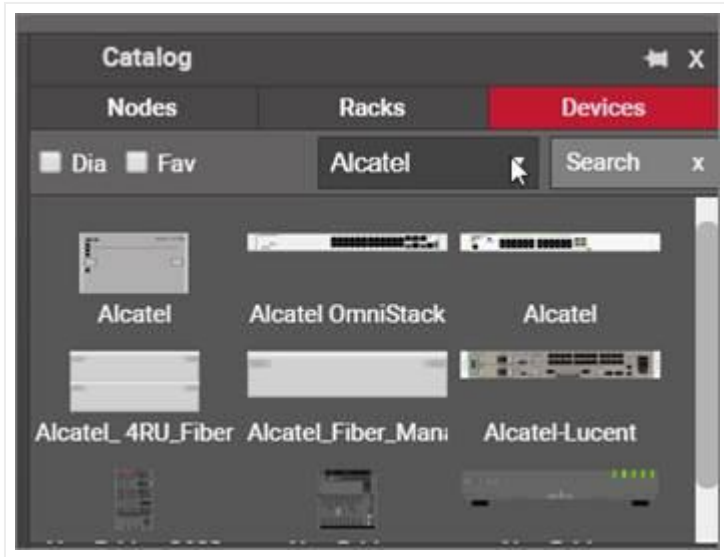 Catalog X
Nodes Racks Devices
Dia Fav Alcatel Search x
Alcatel Alcatel OmniStack Alcatel
Alcatel_ 4RU_Fiber Alcatel_Fiber_Mana Alcatel-Lucent